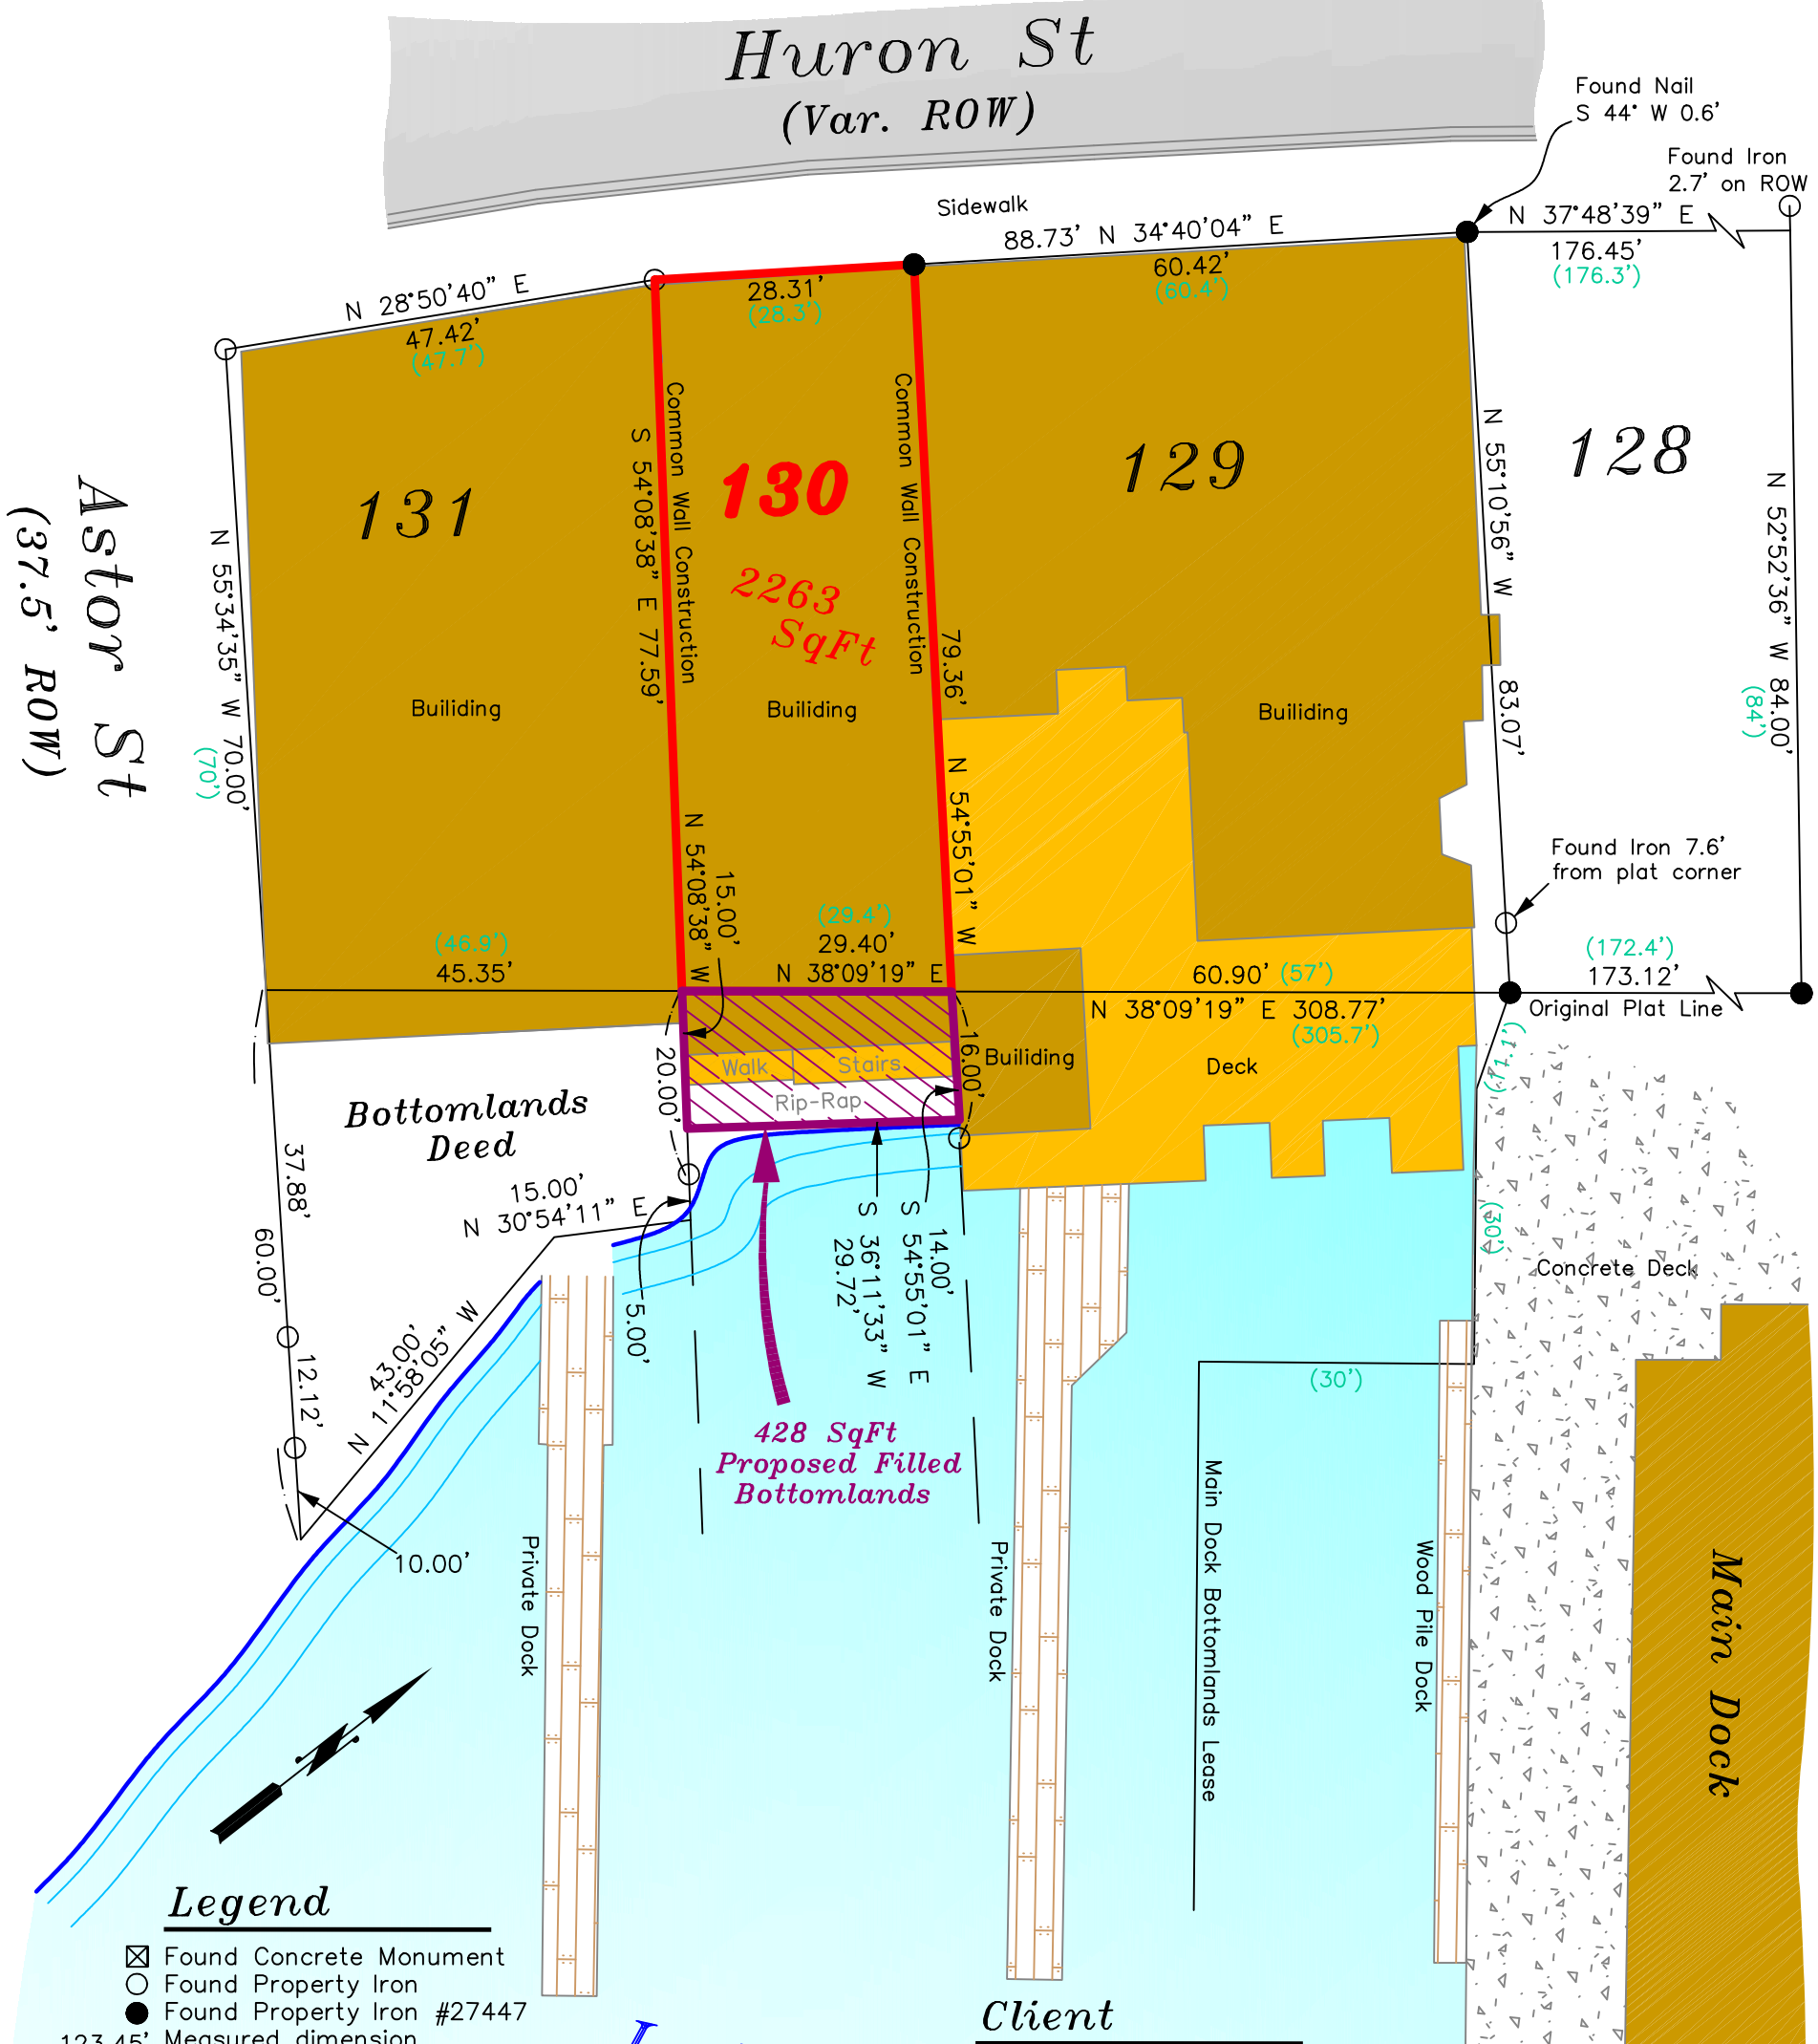 Huron St
(Var. ROW)
Found Nail
S 44° W 0.6'
Found Iron
2.7' on ROW
Sidewalk
88.73' N 34°40'04" E
N 37°48'39" E
176.45'
(176.3')
60.42'
(60.4')
28.31'
(28.3')
N 28°50'40" E
47.42'
(47.7')
Astor St
(37.5' ROW)
N 55°34'35" W 70.00'
(70')
131
Builiding
S 54°08'38" E 77.59'
Common Wall Construction
130
2263
SqFt
Builiding
Common Wall Construction
79.36'
N 54°55'01" W
129
Builiding
N 55°10'56" W
83.07'
128
N 52°52'36" W 84.00'
(84')
Found Iron 7.6'
from plat corner
N 54°08'38" W
15.00'
(29.4')
29.40'
N 38°09'19" E
(46.9')
45.35'
60.90' (57')
N 38°09'19" E 308.77'
(305.7')
(172.4')
173.12'
Original Plat Line
(11.1')
Walk
Stairs
Rip-Rap
20.00'
16.00'
Builiding
Deck
Bottomlands
Deed
37.88'
60.00'
12.12'
15.00'
N 30°54'11" E
43.00'
N 11°58'05" W
10.00'
5.00'
14.00'
S 54°55'01" E
S 36°11'33" W
29.72'
(30')
Concrete Deck
(30')
428 SqFt
Proposed Filled
Bottomlands
Private Dock
Private Dock
Main Dock Bottomlands Lease
Wood Pile Dock
Main Dock
Legend
Found Concrete Monument
Found Property Iron
Found Property Iron #27447
123.45' Measured dimension
Client